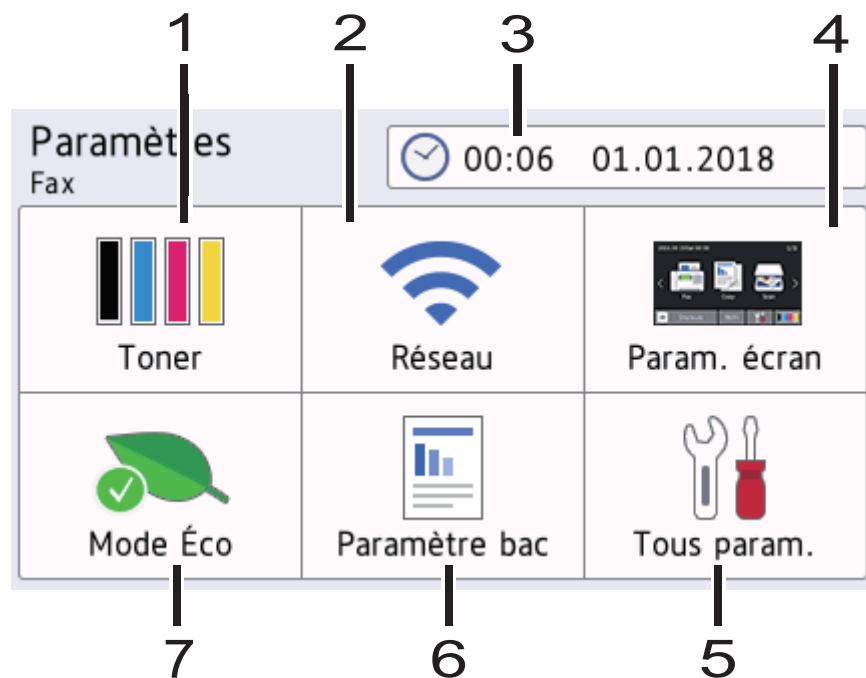 1 2 3 4
Paramètres
Fax
00:06 01.01.2018
Toner Réseau Param. écran
Mode Éco Paramètre bac Tous param.
7 6 5